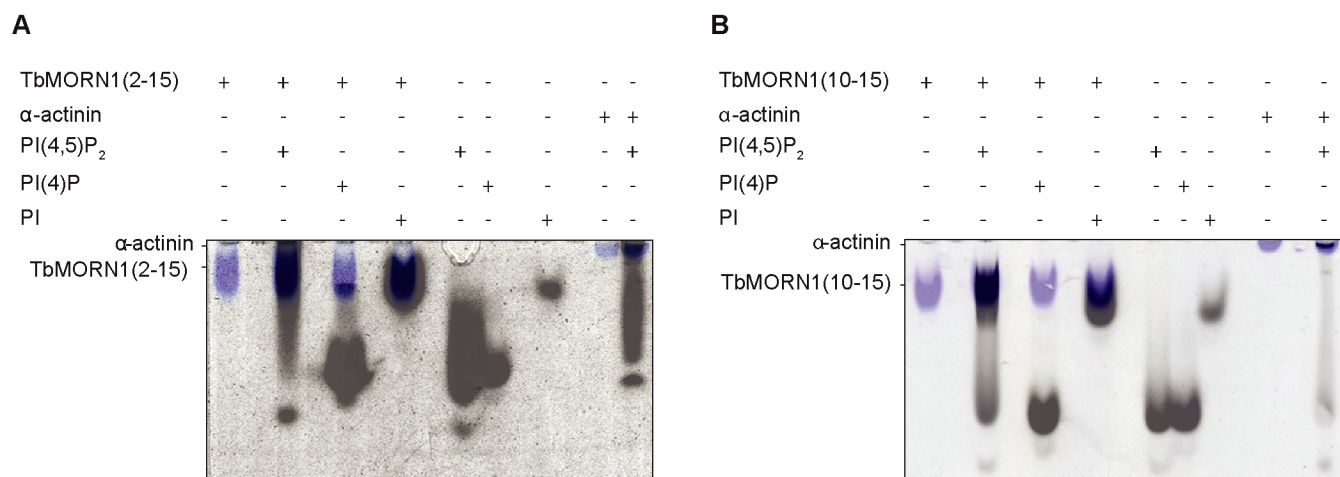 A
TbMORN1(2-15) + + + + - - - - -
α-actinin - - - - - - - + +
PI(4,5)P2 - + - - + - - - +
PI(4)P - - + - - + - - -
PI - - - + - - + - -
α-actinin
TbMORN1(2-15)
B
TbMORN1(10-15) + + + + - - - - -
α-actinin - - - - - - - + +
PI(4,5)P2 - + - - + - - - +
PI(4)P - - + - - + - - -
PI - - - + - - + - -
α-actinin
TbMORN1(10-15)